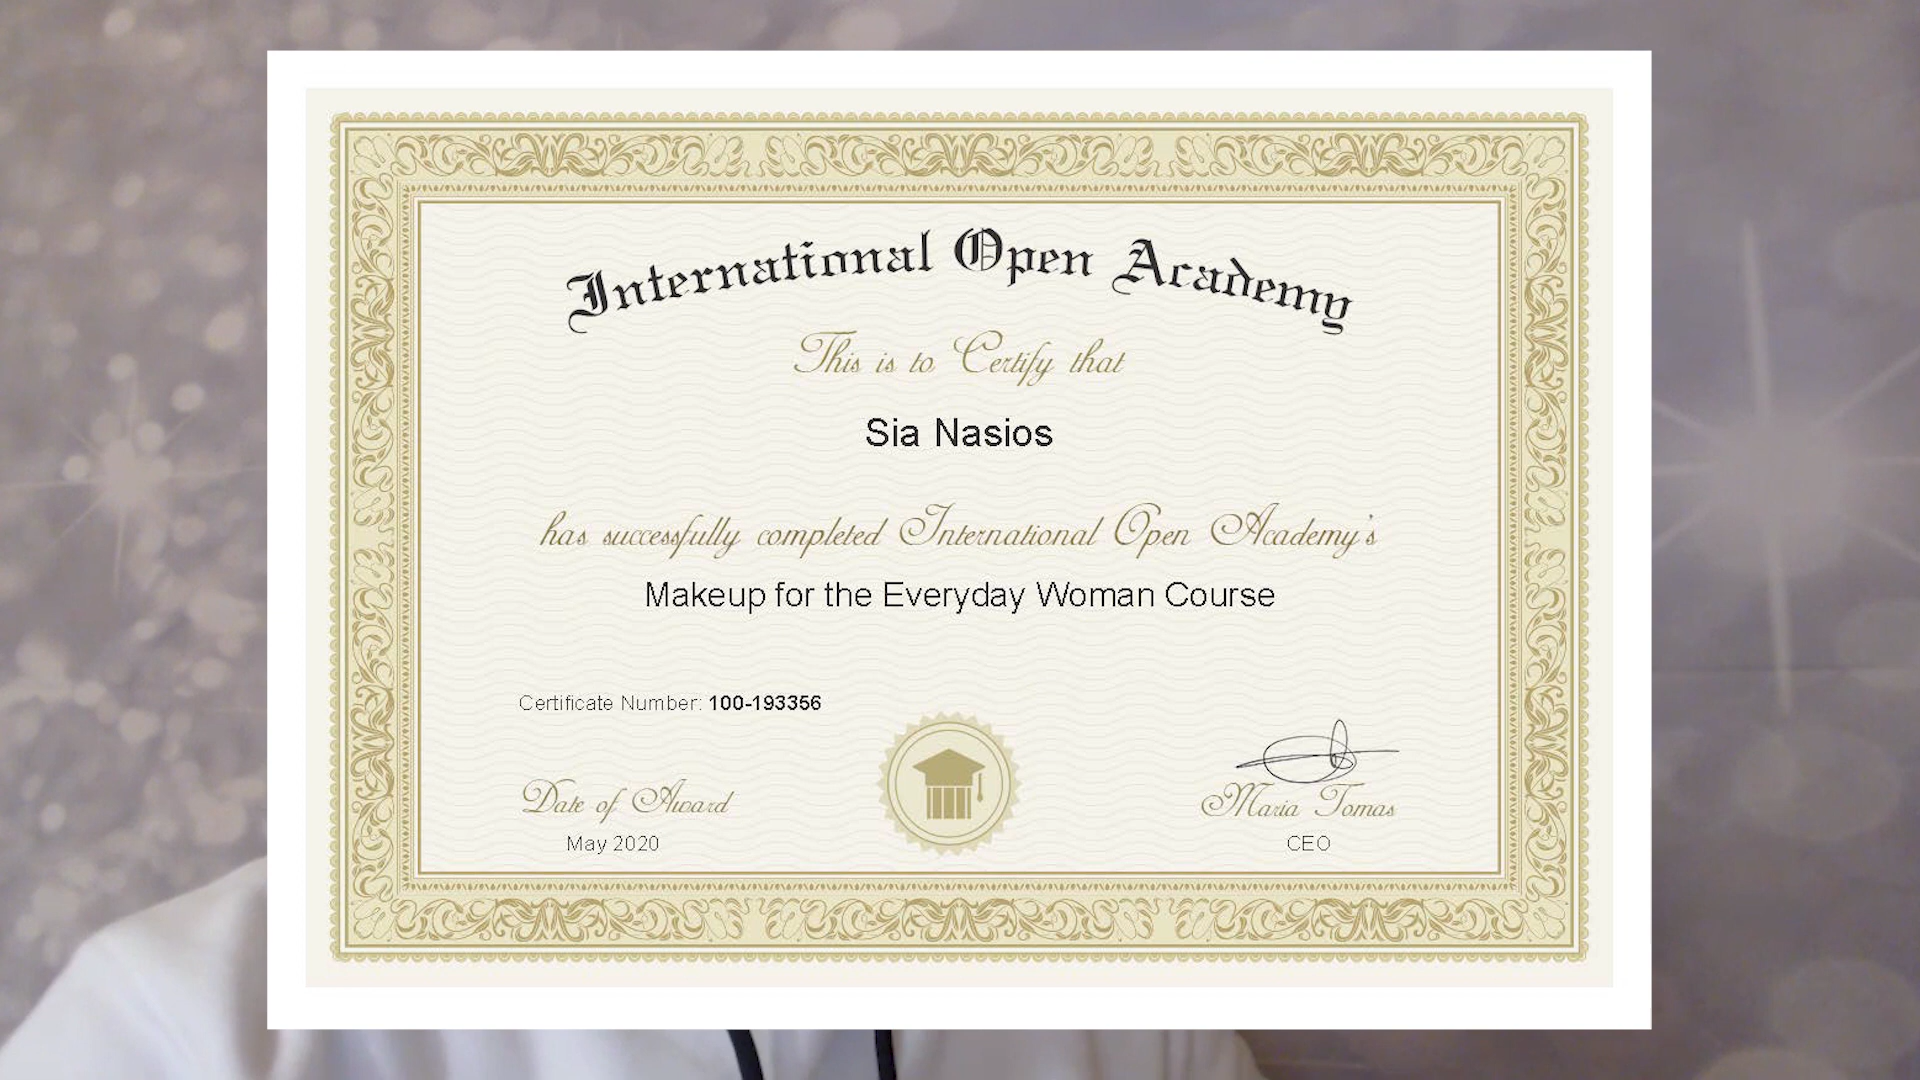 International Open Academy
This is to Certify that
Sia Nasios
has successfully completed International Open Academy's
Makeup for the Everyday Woman Course
Certificate Number: 100-193356
Date of Award
May 2020
Maria Tomas
CEO